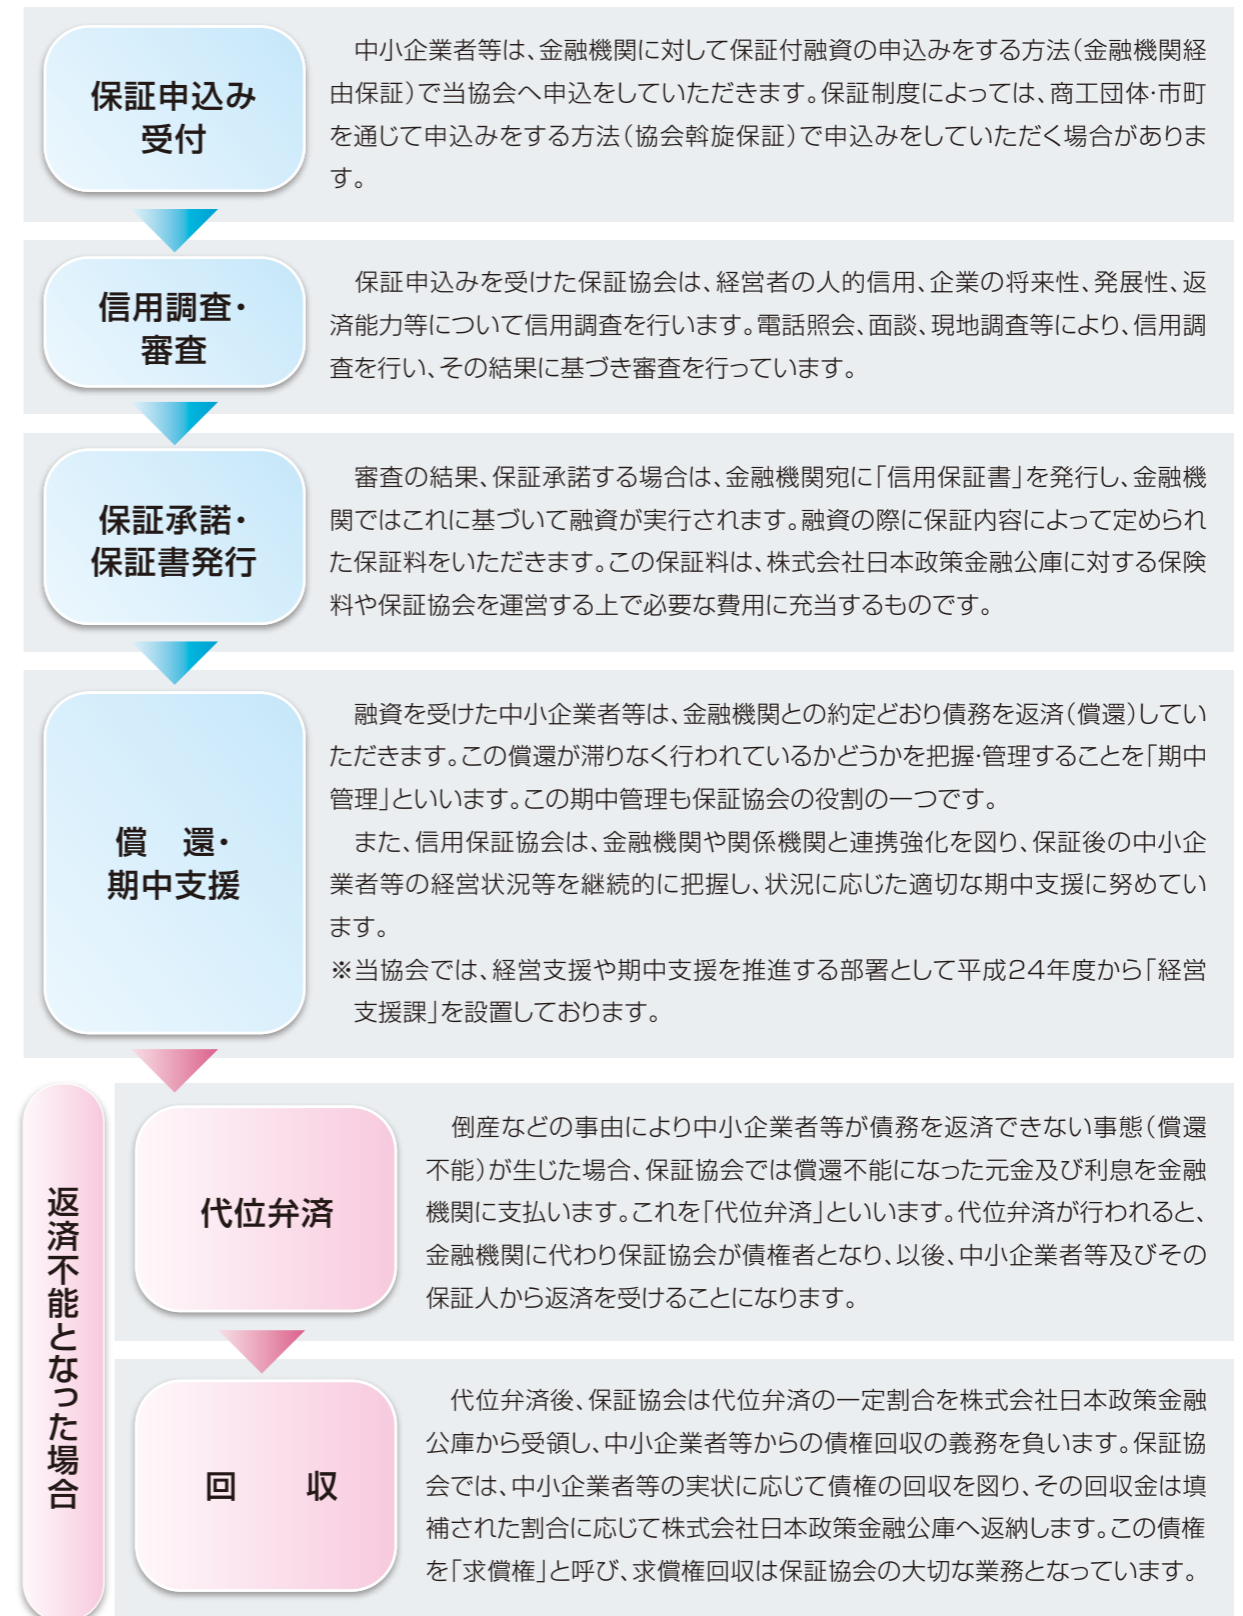 保証申込み
受付
中小企業者等は、金融機関に対して保証付融資の申込みをする方法（金融機関経
由保証）で当協会へ申込をしていただきます。保証制度によっては、商工団体・市町
を通じて申込みをする方法（協会斡旋保証）で申込みをしていただく場合がありま
す。
信用調査・
審査
保証申込みを受けた保証協会は、経営者の人的信用、企業の将来性、発展性、返
済能力等について信用調査を行います。電話照会、面談、現地調査等により、信用調
査を行い、その結果に基づき審査を行っています。
保証承諾・
保証書発行
審査の結果、保証承諾する場合は、金融機関宛に「信用保証書」を発行し、金融機
関ではこれに基づいて融資が実行されます。融資の際に保証内容によって定められ
た保証料をいただきます。この保証料は、株式会社日本政策金融公庫に対する保険
料や保証協会を運営する上で必要な費用に充当するものです。
償　還・
期中支援
融資を受けた中小企業者等は、金融機関との約定どおり債務を返済（償還）してい
ただきます。この償還が滞りなく行われているかどうかを把握・管理することを「期中
管理」といいます。この期中管理も保証協会の役割の一つです。
また、信用保証協会は、金融機関や関係機関と連携強化を図り、保証後の中小企
業者等の経営状況等を継続的に把握し、状況に応じた適切な期中支援に努めてい
ます。
※当協会では、経営支援や期中支援を推進する部署として平成24年度から「経営
支援課」を設置しております。
返済不能となった場合
代位弁済
倒産などの事由により中小企業者等が債務を返済できない事態（償還
不能）が生じた場合、保証協会では償還不能になった元金及び利息を金融
機関に支払います。これを「代位弁済」といいます。代位弁済が行われると、
金融機関に代わり保証協会が債権者となり、以後、中小企業者等及びその
保証人から返済を受けることになります。
回　　収
代位弁済後、保証協会は代位弁済の一定割合を株式会社日本政策金融
公庫から受領し、中小企業者等からの債権回収の義務を負います。保証協
会では、中小企業者等の実状に応じて債権の回収を図り、その回収金は填
補された割合に応じて株式会社日本政策金融公庫へ返納します。この債権
を「求償権」と呼び、求償権回収は保証協会の大切な業務となっています。